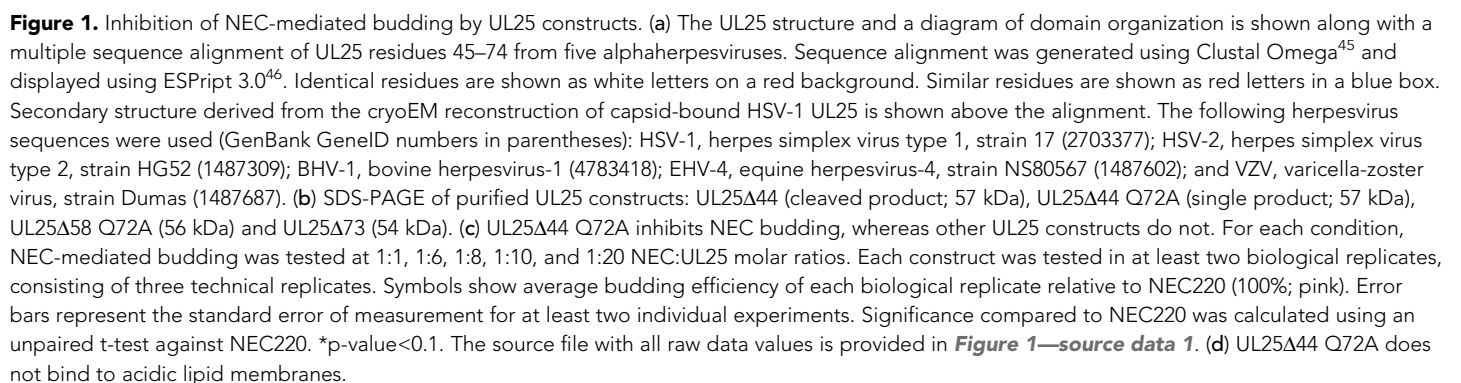 Figure 1. Inhibition of NEC-mediated budding by UL25 constructs. (a) The UL25 structure and a diagram of domain organization is shown along with a
multiple sequence alignment of UL25 residues 45–74 from five alphaherpesviruses. Sequence alignment was generated using Clustal Omega45 and
displayed using ESPript 3.046. Identical residues are shown as white letters on a red background. Similar residues are shown as red letters in a blue box.
Secondary structure derived from the cryoEM reconstruction of capsid-bound HSV-1 UL25 is shown above the alignment. The following herpesvirus
sequences were used (GenBank GeneID numbers in parentheses): HSV-1, herpes simplex virus type 1, strain 17 (2703377); HSV-2, herpes simplex virus
type 2, strain HG52 (1487309); BHV-1, bovine herpesvirus-1 (4783418); EHV-4, equine herpesvirus-4, strain NS80567 (1487602); and VZV, varicella-zoster
virus, strain Dumas (1487687). (b) SDS-PAGE of purified UL25 constructs: UL25Δ44 (cleaved product; 57 kDa), UL25Δ44 Q72A (single product; 57 kDa),
UL25Δ58 Q72A (56 kDa) and UL25Δ73 (54 kDa). (c) UL25Δ44 Q72A inhibits NEC budding, whereas other UL25 constructs do not. For each condition,
NEC-mediated budding was tested at 1:1, 1:6, 1:8, 1:10, and 1:20 NEC:UL25 molar ratios. Each construct was tested in at least two biological replicates,
consisting of three technical replicates. Symbols show average budding efficiency of each biological replicate relative to NEC220 (100%; pink). Error
bars represent the standard error of measurement for at least two individual experiments. Significance compared to NEC220 was calculated using an
unpaired t-test against NEC220. *p-value<0.1. The source file with all raw data values is provided in Figure 1—source data 1. (d) UL25Δ44 Q72A does
not bind to acidic lipid membranes.